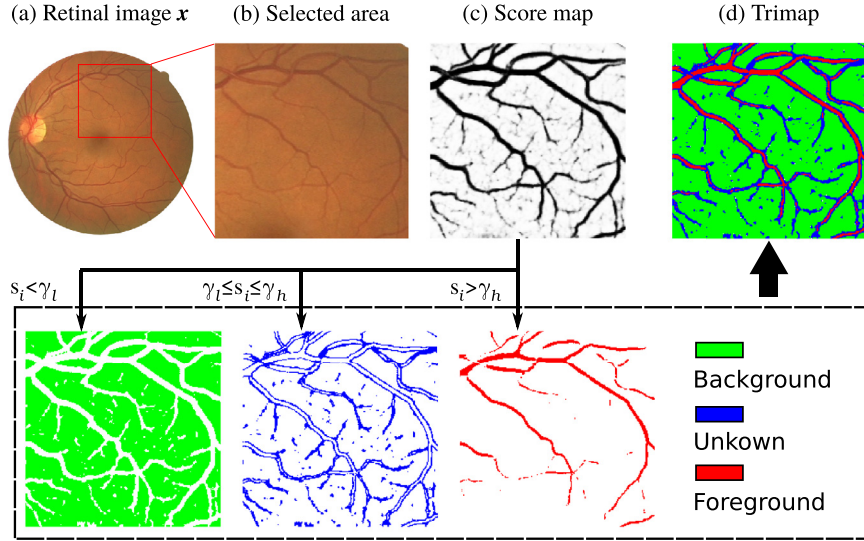 (a) Retinal image x
(b) Selected area
(c) Score map
(d) Trimap
s_i<γ_l
γ_l≤s_i≤γ_h
s_i>γ_h
Background
Unkown
Foreground